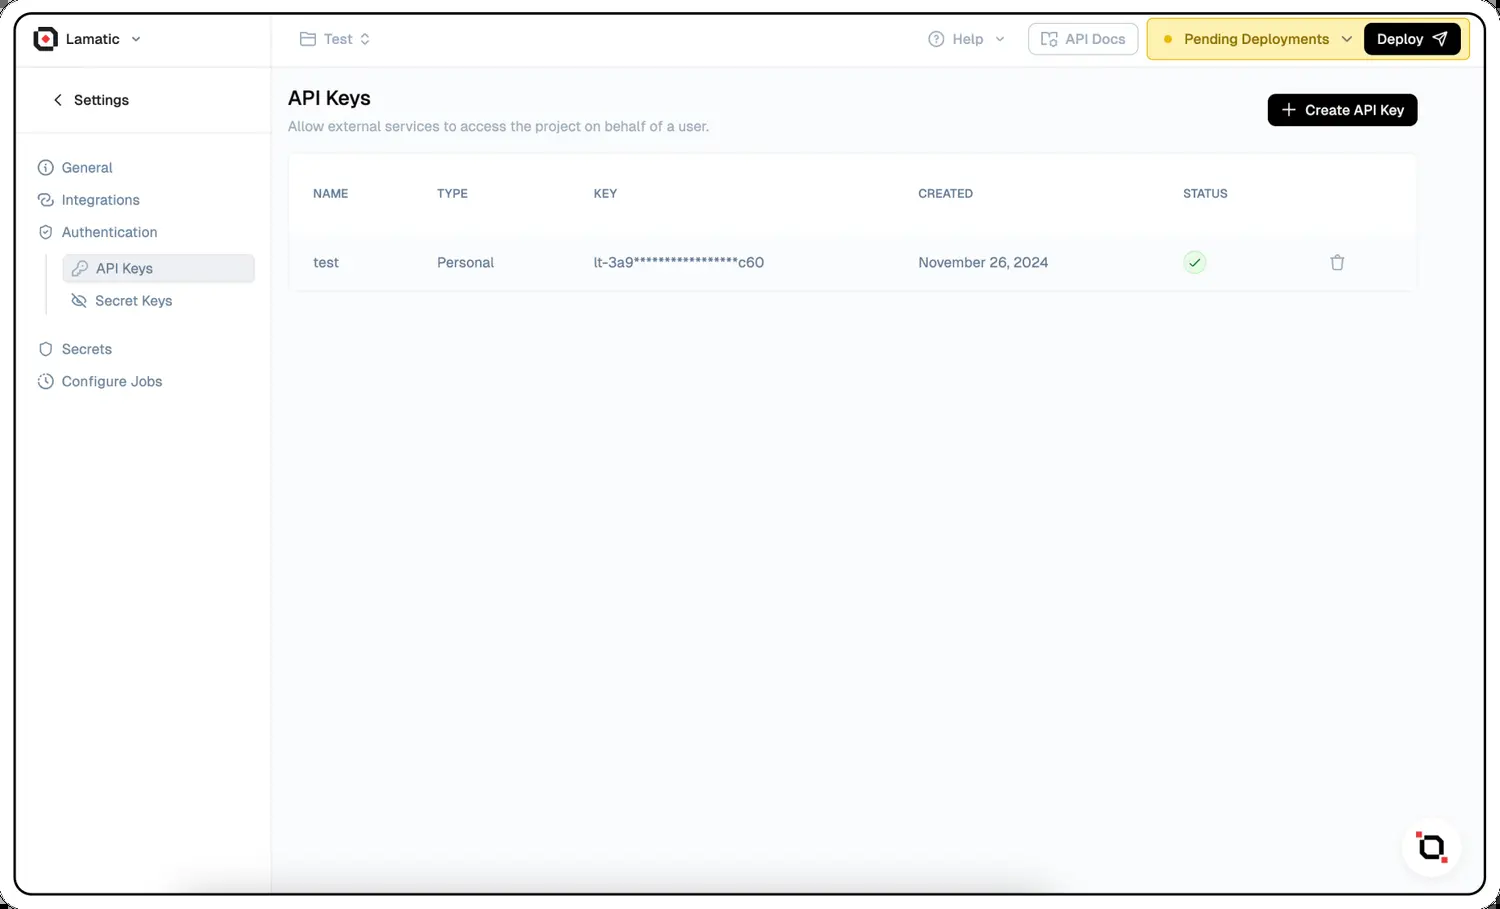 Lamatic
Test
Help
API Docs
Pending Deployments
Deploy
Settings
General
Integrations
Authentication
API Keys
Secret Keys
Secrets
Configure Jobs
API Keys
Allow external services to access the project on behalf of a user.
Create API Key
NAME TYPE KEY CREATED STATUS
test Personal lt-3a9*****************c60 November 26, 2024